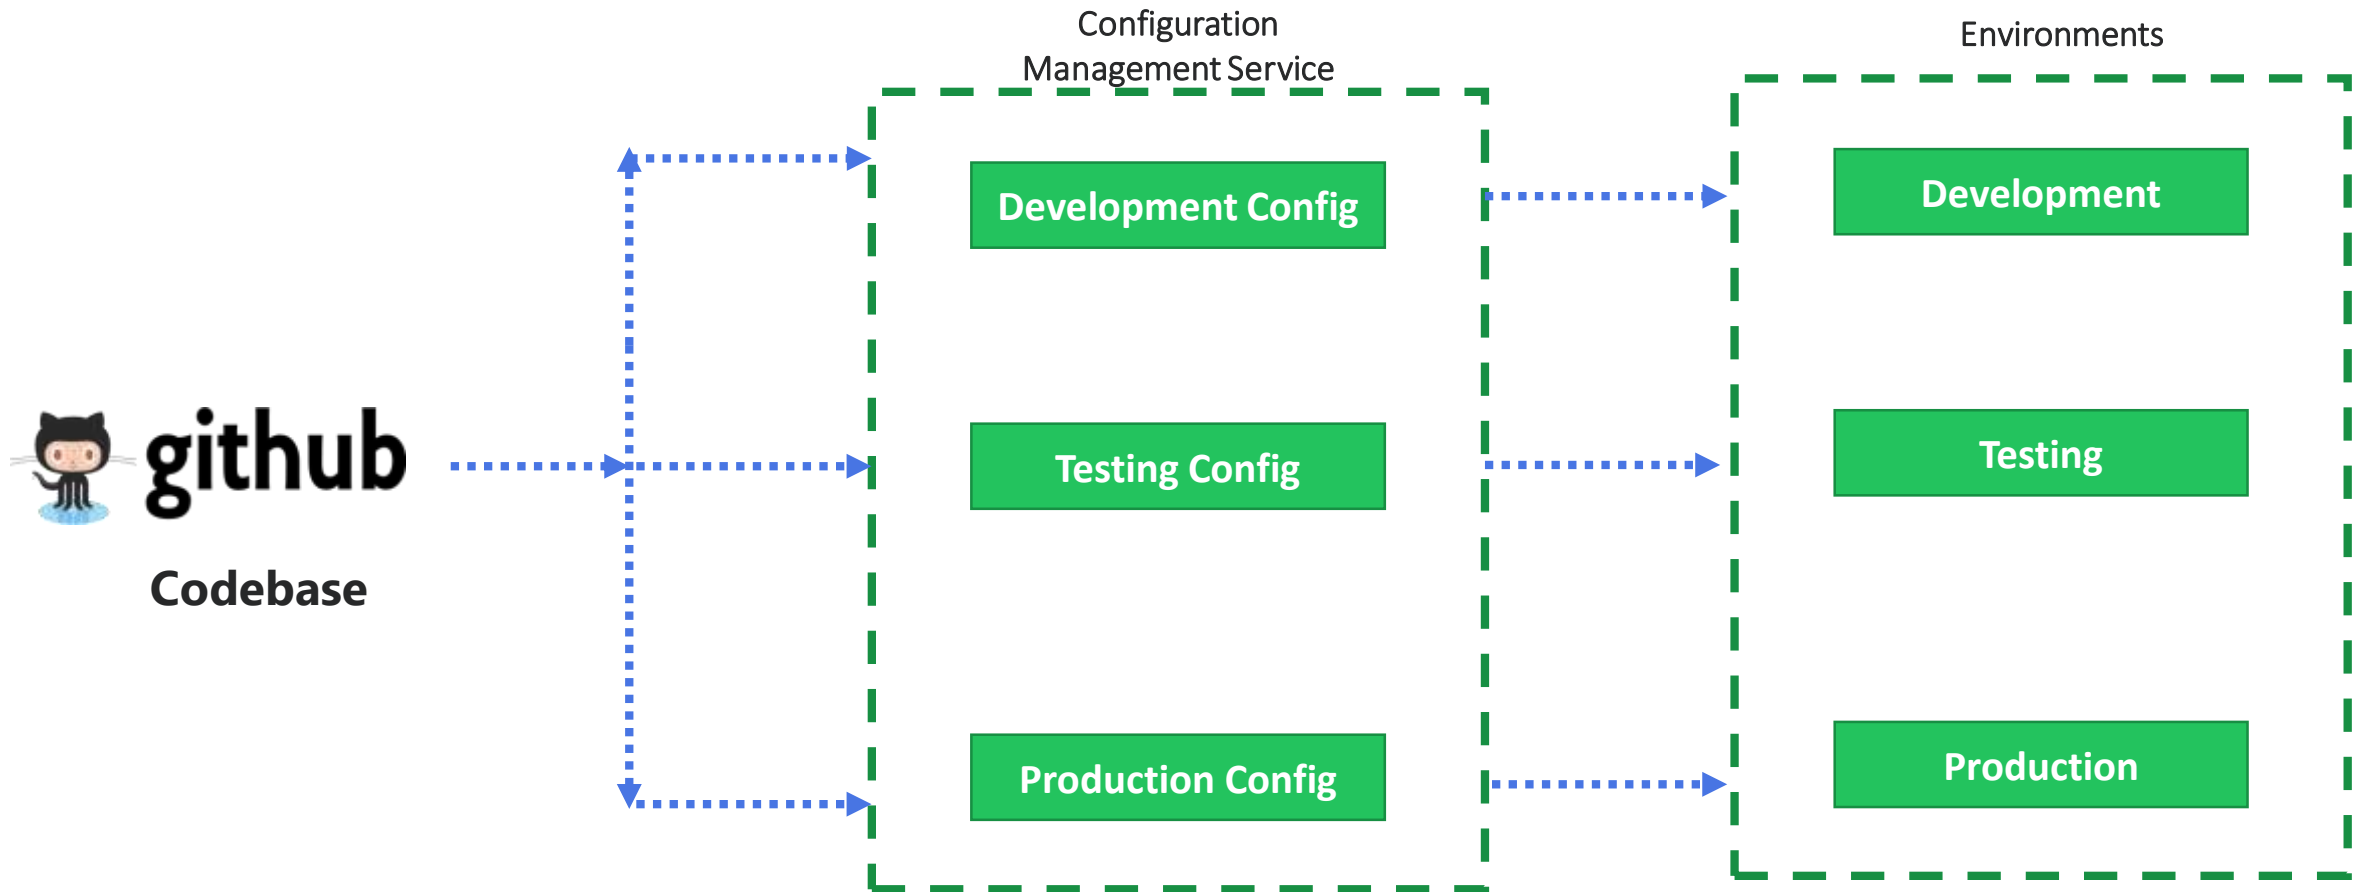 Configuration
Management Service
Environments
Development Config
Development
github
Testing Config
Testing
Codebase
Production Config
Production